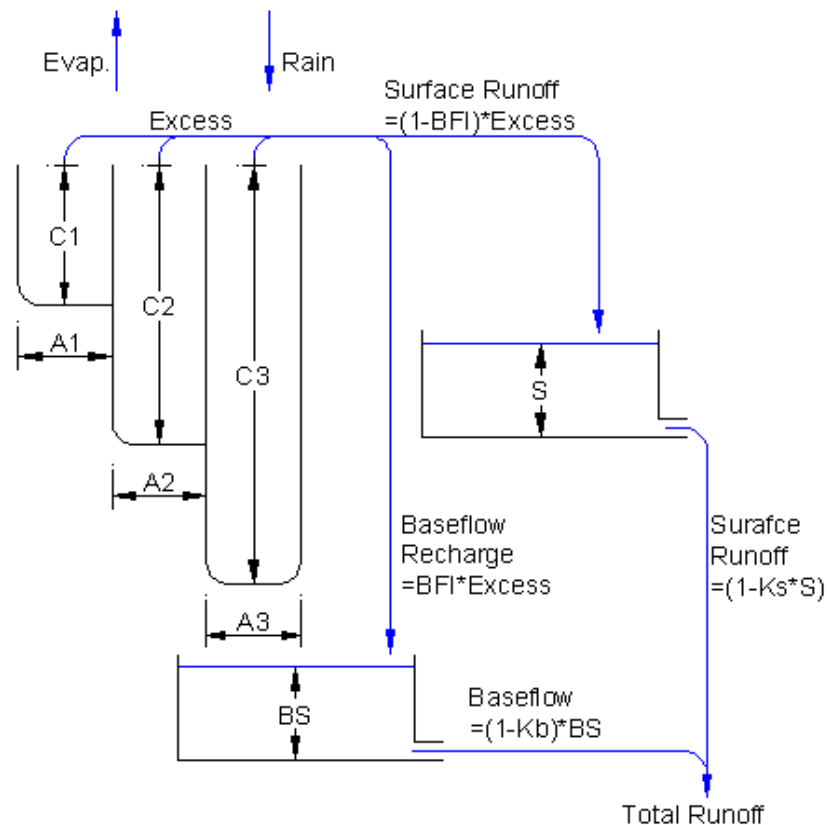 Evap.
Rain
Surface Runoff
=(1-BFI)*Excess
Excess
C1
C2
C3
A1
S
A2
Baseflow
Recharge
=BFI*Excess
Surafce
Runoff
=(1-Ks*S)
A3
BS
Baseflow
=(1-Kb)*BS
Total Runoff